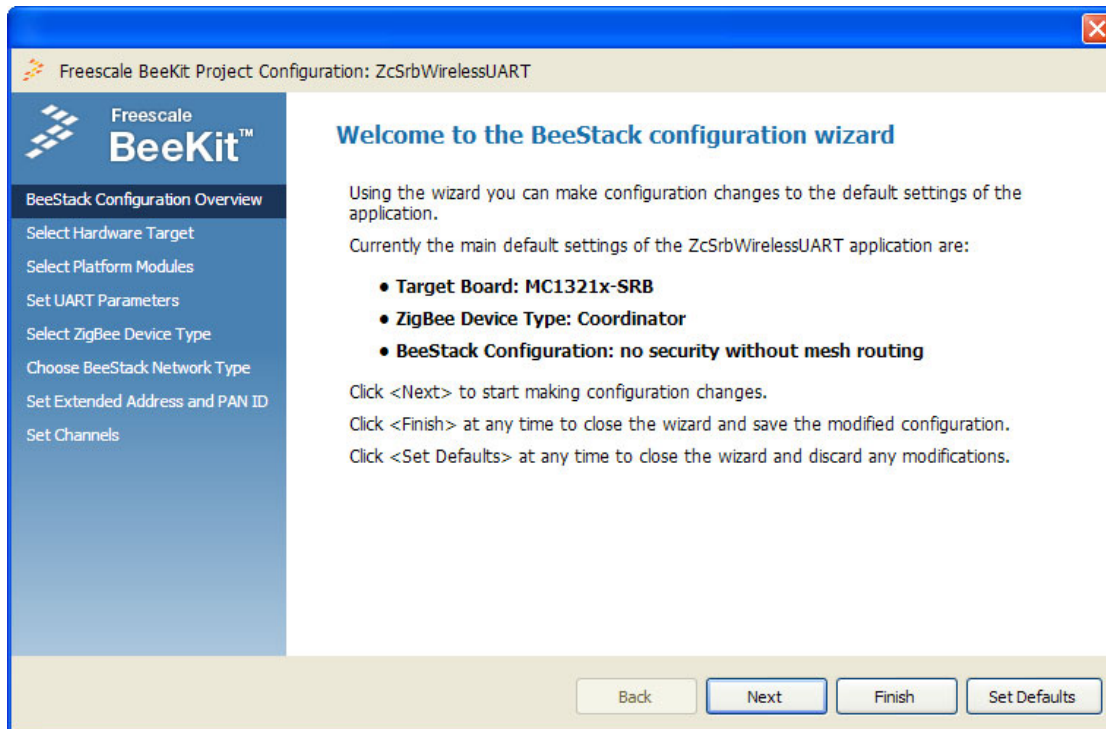 Freescale BeeKit Project Configuration: ZcSrbWirelessUART
Freescale
BeeKit™
BeeStack Configuration Overview
Select Hardware Target
Select Platform Modules
Set UART Parameters
Select ZigBee Device Type
Choose BeeStack Network Type
Set Extended Address and PAN ID
Set Channels
Welcome to the BeeStack configuration wizard
Using the wizard you can make configuration changes to the default settings of the
application.
Currently the main default settings of the ZcSrbWirelessUART application are:
• Target Board: MC1321x-SRB
• ZigBee Device Type: Coordinator
• BeeStack Configuration: no security without mesh routing
Click <Next> to start making configuration changes.
Click <Finish> at any time to close the wizard and save the modified configuration.
Click <Set Defaults> at any time to close the wizard and discard any modifications.
Back
Next
Finish
Set Defaults